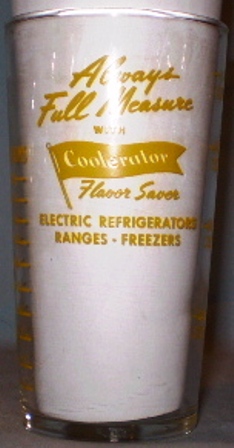 Always
Full Measure
WITH
Coolerator
Flavor Saver
ELECTRIC REFRIGERATORS
RANGES - FREEZERS